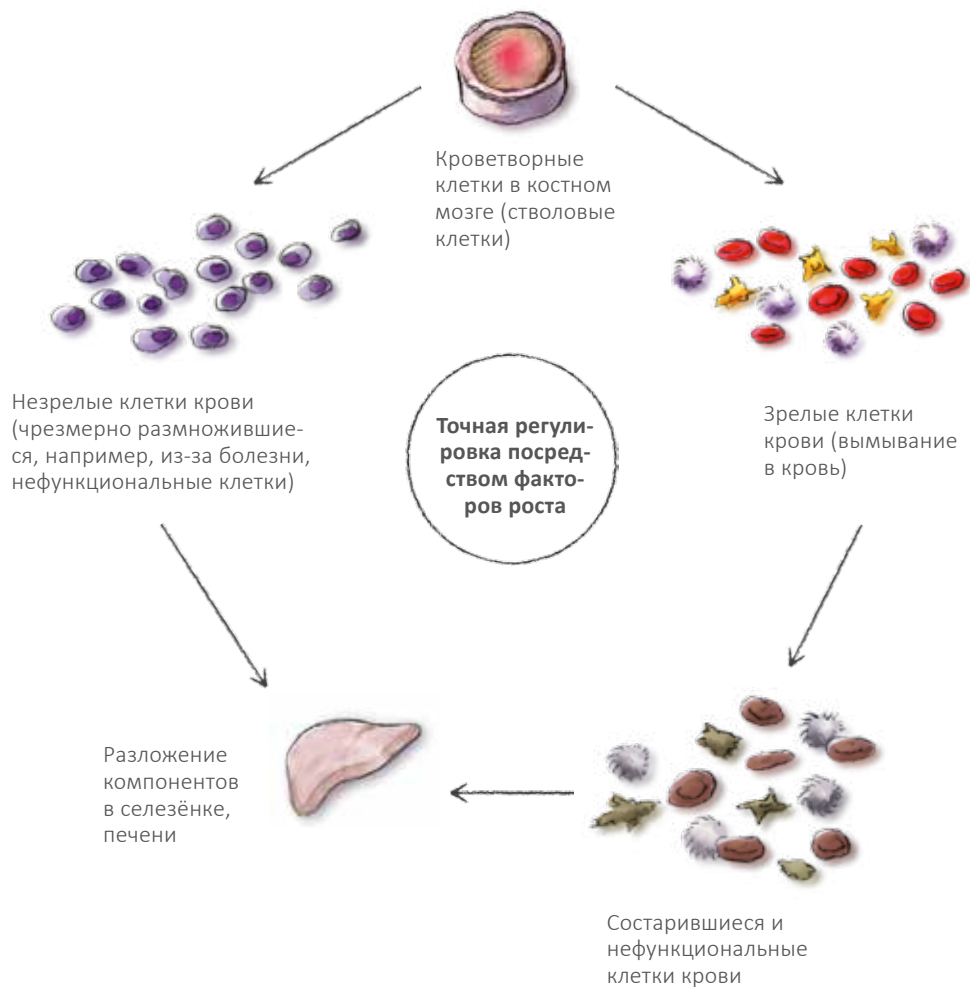 Кроветворные
клетки в костном
мозге (стволовые
клетки)
Незрелые клетки крови
(чрезмерно размножившие-
ся, например, из-за болезни,
нефункциональные клетки)
Точная регули-
ровка посред-
ством факто-
ров роста
Зрелые клетки
крови (вымывание
в кровь)
Разложение
компонентов
в селезёнке,
печени
Состарившиеся и
нефункциональные
клетки крови